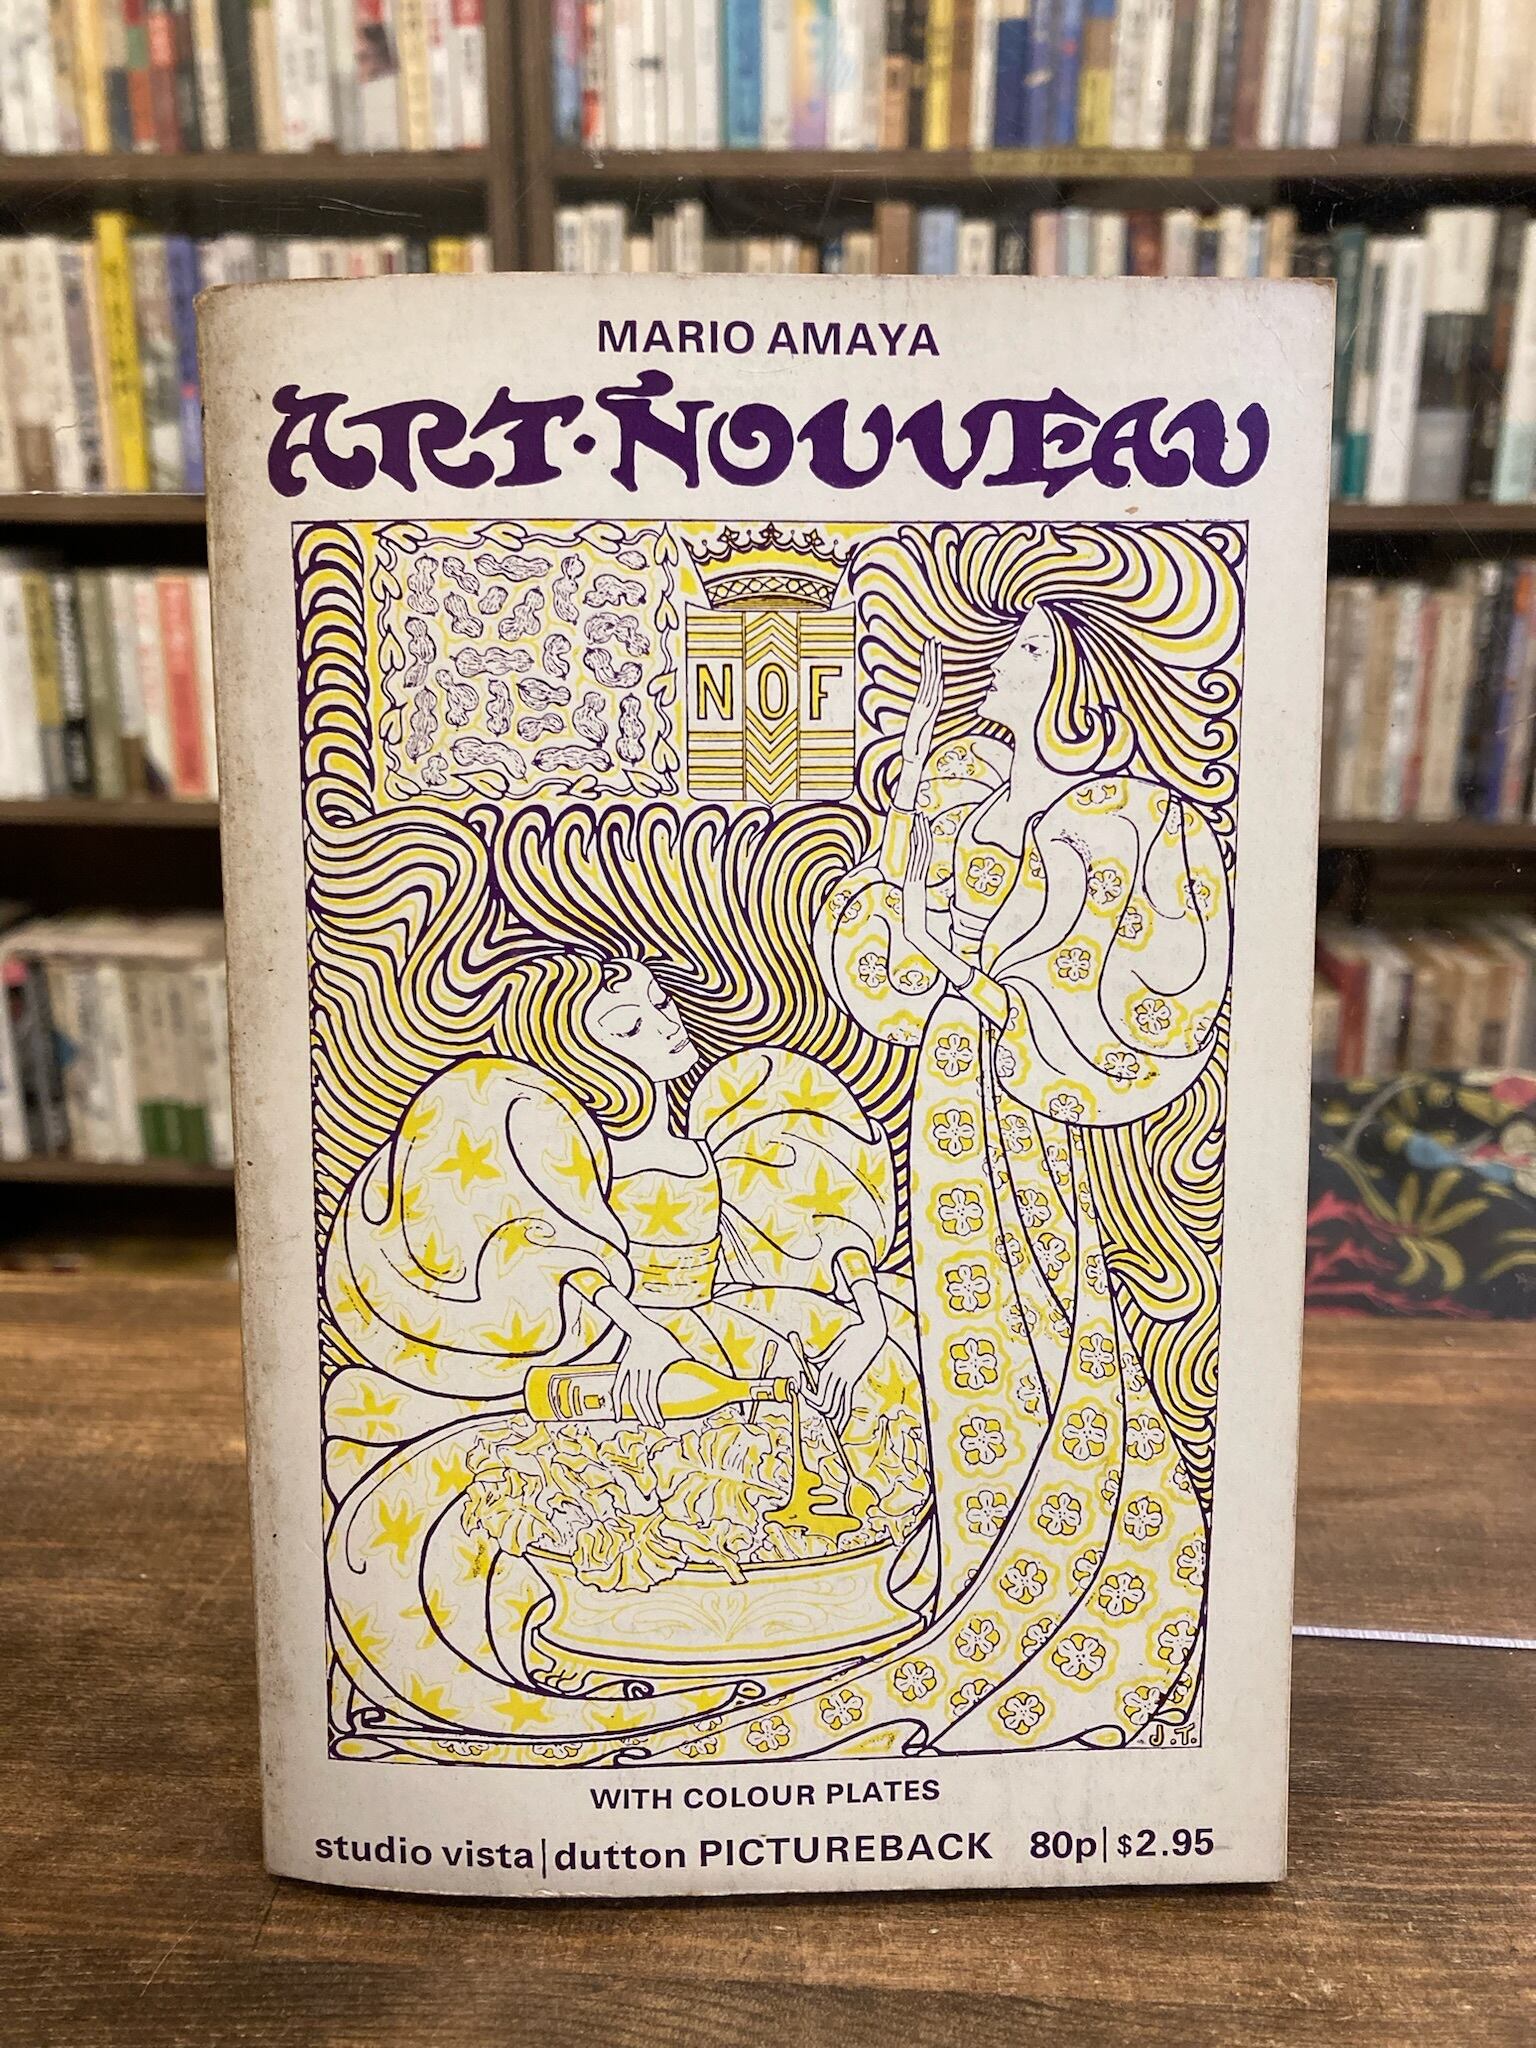 MARIO AMAYA
ART·NOUVEAU
NOF
J.T.
WITH COLOUR PLATES
studio vista|dutton PICTUREBACK 80p|$2.95